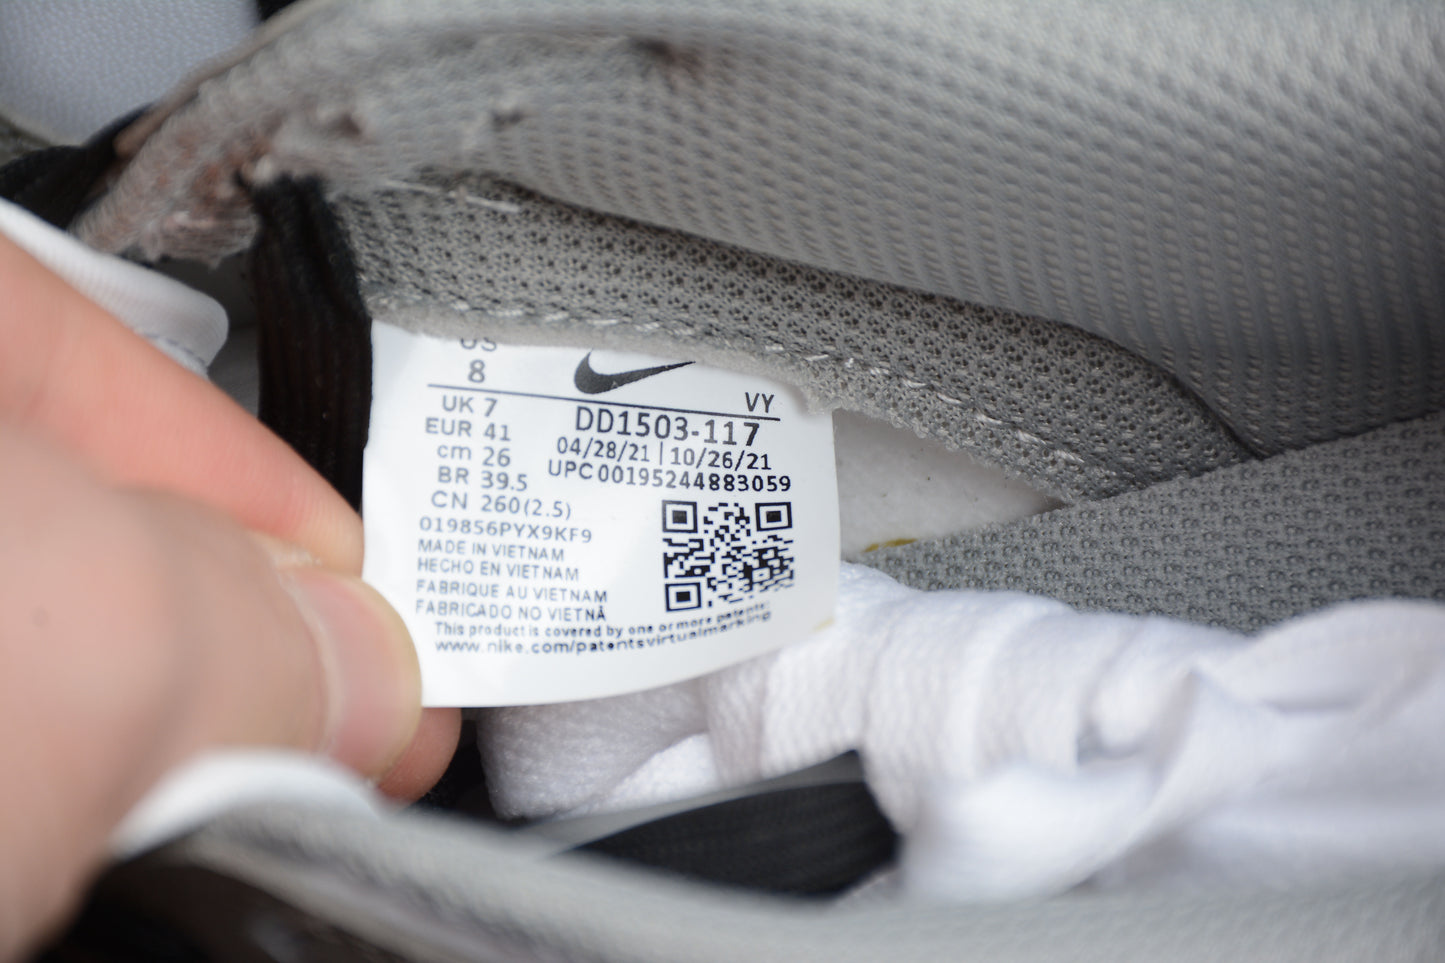 US
8
VY
UK 7
EUR 41
cm 26
BR 39.5
CN 260(2.5)
DD1503-117
04/28/21 | 10/26/21
UPC00195244883059
019856PYX9KF9
MADE IN VIETNAM
HECHO EN VIETNAM
FABRIQUE AU VIETNAM
FABRICADO NO VIETNÃ
This product is covered by one or more patents:
www.nike.com/patentsvirtualmarking